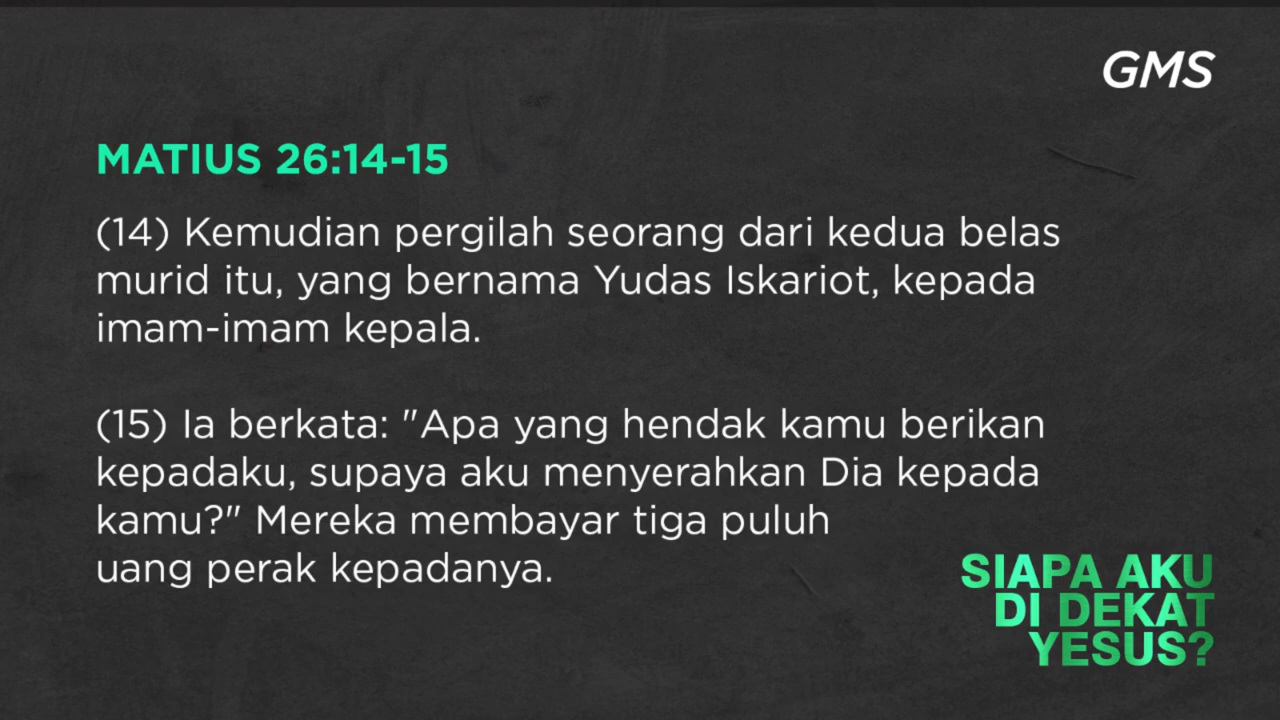 GMS
MATIUS 26:14-15
(14) Kemudian pergilah seorang dari kedua belas
murid itu, yang bernama Yudas Iskariot, kepada
imam-imam kepala.
(15) Ia berkata: "Apa yang hendak kamu berikan
kepadaku, supaya aku menyerahkan Dia kepada
kamu?" Mereka membayar tiga puluh
uang perak kepadanya.
SIAPA AKU
DI DEKAT
YESUS?